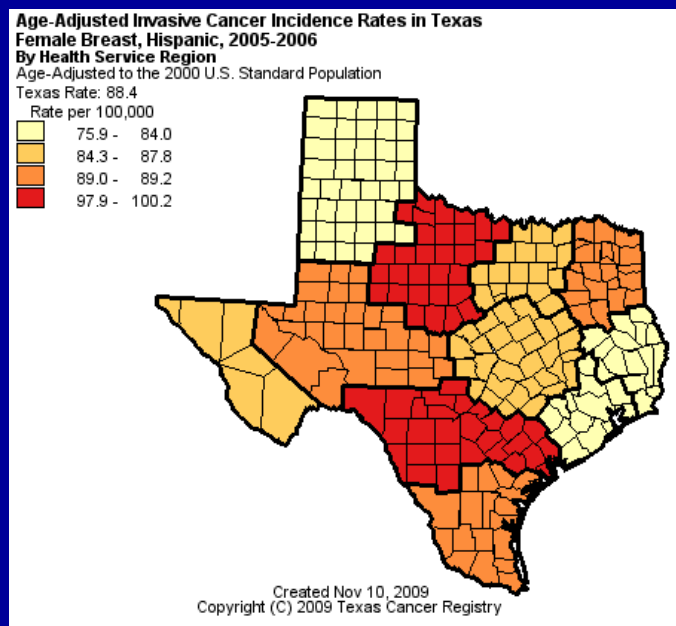 Age-Adjusted Invasive Cancer Incidence Rates in Texas
Female Breast, Hispanic, 2005-2006
By Health Service Region
Age-Adjusted to the 2000 U.S. Standard Population
Texas Rate: 88.4
Rate per 100,000
75.9 - 84.0
84.3 - 87.8
89.0 - 89.2
97.9 - 100.2
Created Nov 10, 2009
Copyright (C) 2009 Texas Cancer Registry